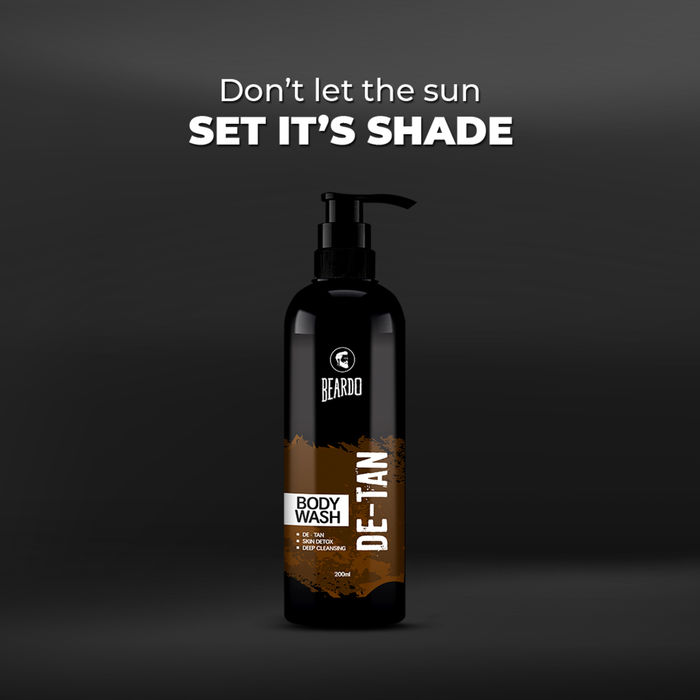 Don't let the sun
SET IT'S SHADE
BEARDO
DE-TAN
BODY
WASH
DE - TAN
SKIN DETOX
DEEP CLEANSING
200ml